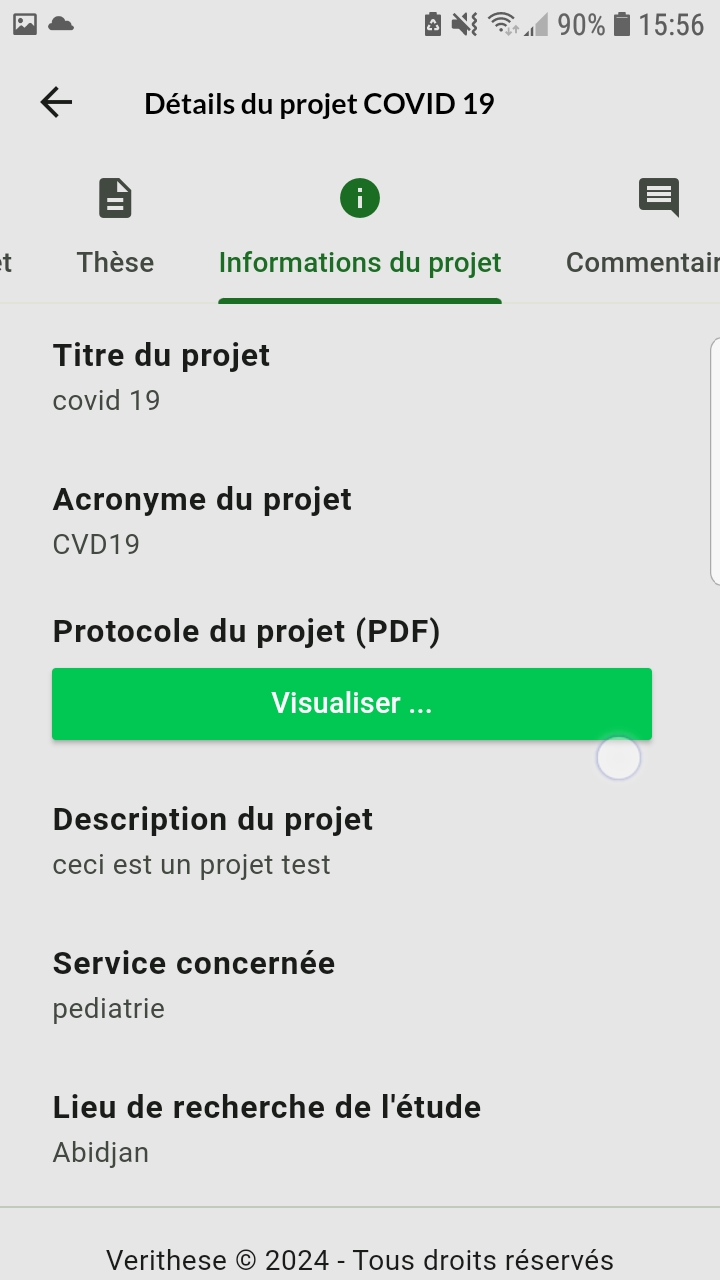 90% 15:56
Détails du projet COVID 19
et Thèse Informations du projet Commentair
Titre du projet
covid 19
Acronyme du projet
CVD19
Protocole du projet (PDF)
Visualiser ...
Description du projet
ceci est un projet test
Service concernée
pediatrie
Lieu de recherche de l'étude
Abidjan
Verithese © 2024 - Tous droits réservés